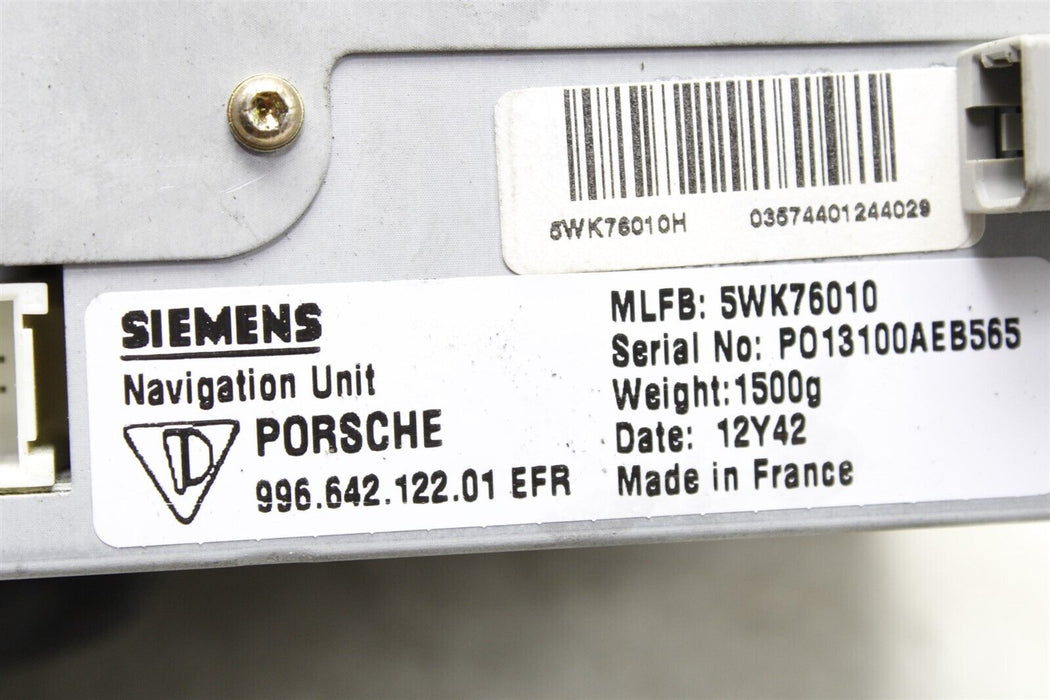 5WK76010H 03574401244029
SIEMENS
Navigation Unit
PORSCHE
996.642.122.01 EFR
MLFB: 5WK76010
Serial No: PO13100AEB565
Weight:1500g
Date: 12Y42
Made in France